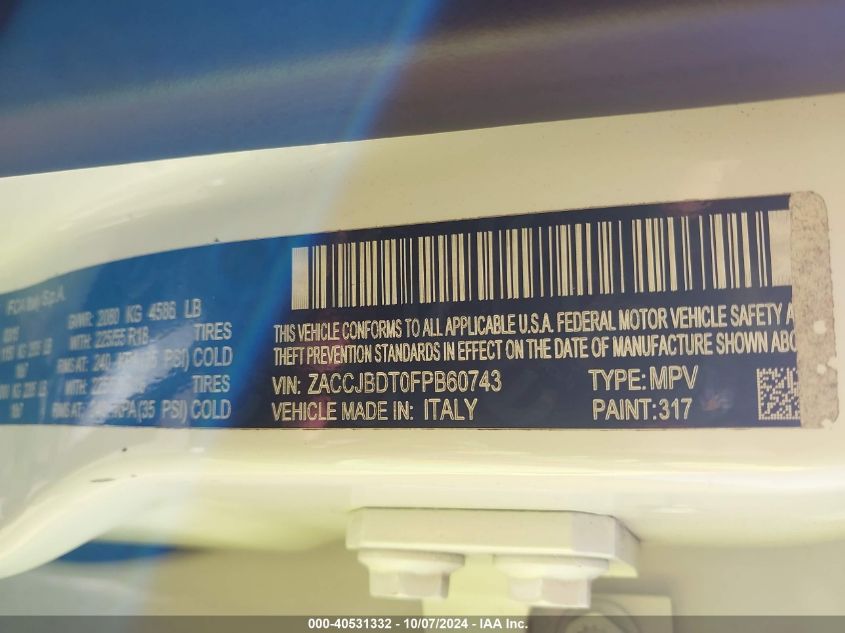 FCA Italy S.p.A.
GAWR: 2080 KG 4586 LB
WITH: 225/55 R18 TIRES
RIMS AT: 240 PSI) COLD
WITH: TIRES
RIMS AT: KPA (35 PSI) COLD
THIS VEHICLE CONFORMS TO ALL APPLICABLE U.S.A. FEDERAL MOTOR VEHICLE SAFETY A
THEFT PREVENTION STANDARDS IN EFFECT ON THE DATE OF MANUFACTURE SHOWN ABO
VIN: ZACCJBDT0FPB60743 TYPE: MPV
VEHICLE MADE IN: ITALY PAINT: 317
000-40531332 - 10/07/2024 - IAA Inc.